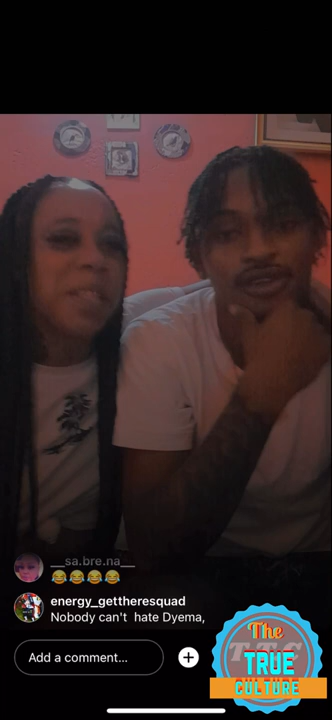 __sa.bre.na__
😂😂😂😂
energy_gettheresquad
Nobody can't hate Dyema,
Add a comment...
The
TRUE
CULTURE